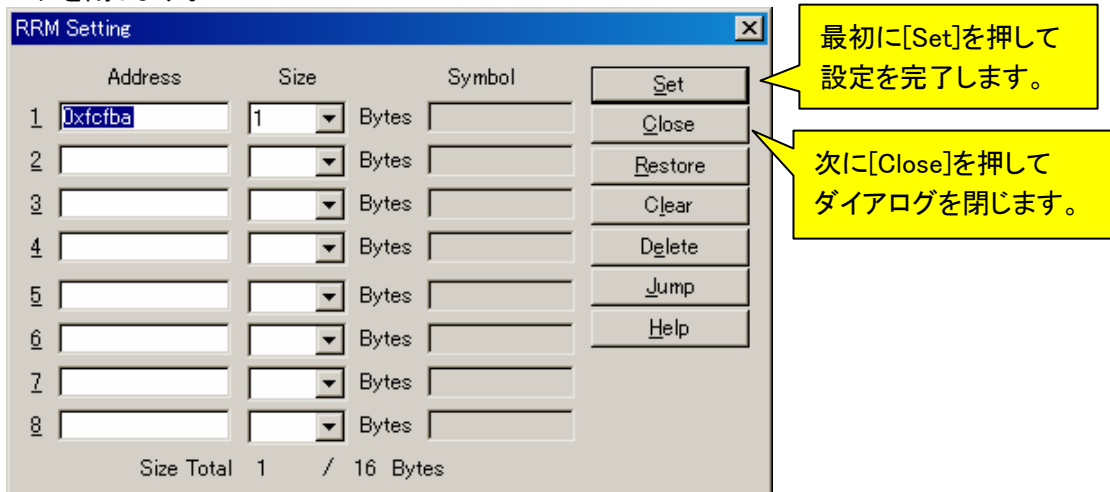 RRM Setting
Address Size Symbol
1 0xfcfba 1 Bytes
2 Bytes
3 Bytes
4 Bytes
5 Bytes
6 Bytes
7 Bytes
8 Bytes
Size Total 1 / 16 Bytes
Set
Close
Restore
Clear
Delete
Jump
Help
最初に[Set]を押して
設定を完了します。
次に[Close]を押して
ダイアログを閉じます。